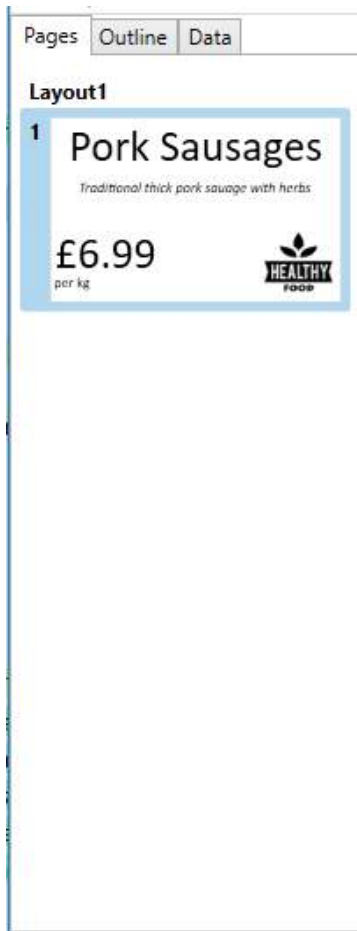 Pages Outline Data
Layout1
1
Pork Sausages
Traditional thick pork sauage with herbs
£6.99
per kg
HEALTHY
FOOD